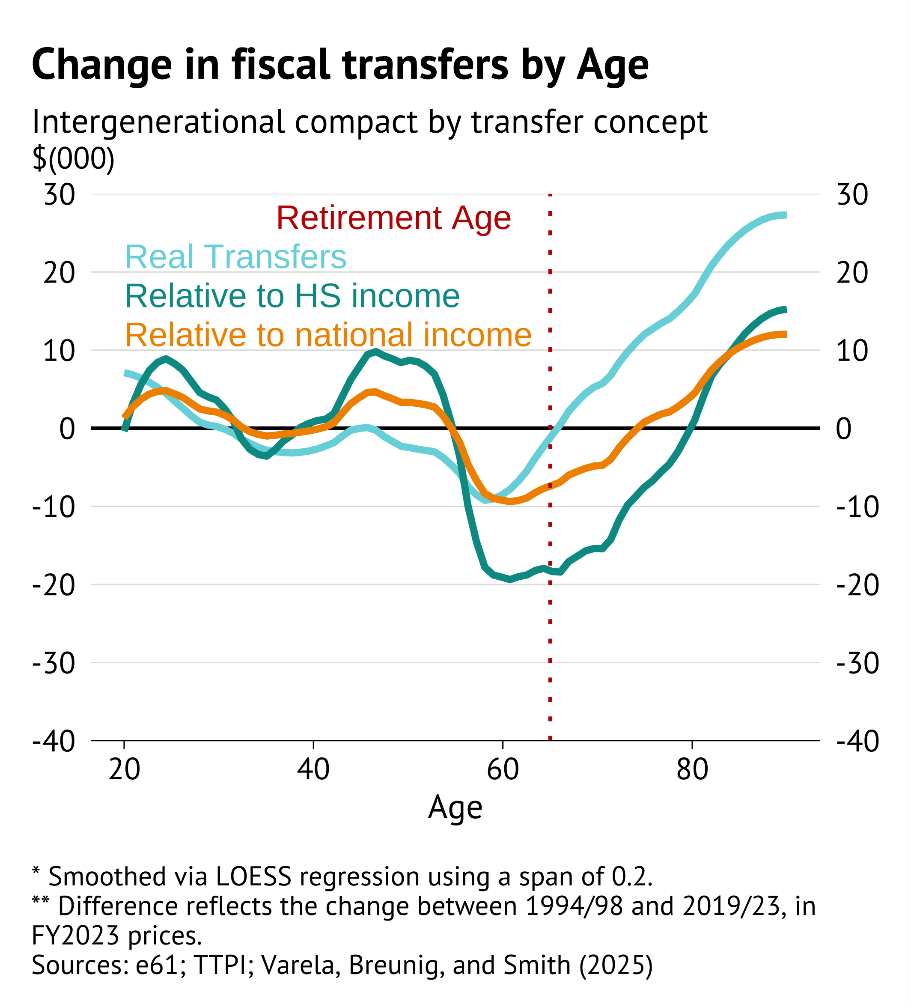 Change in fiscal transfers by Age
Intergenerational compact by transfer concept
$(000)
30 30
Retirement Age
Real Transfers
20 20
Relative to HS income
Relative to national income
10 10
0 0
-10 -10
-20 -20
-30 -30
-40 -40
20 40 60 80
Age
* Smoothed via LOESS regression using a span of 0.2.
** Difference reflects the change between 1994/98 and 2019/23, in
FY2023 prices.
Sources: e61; TTPI; Varela, Breunig, and Smith (2025)